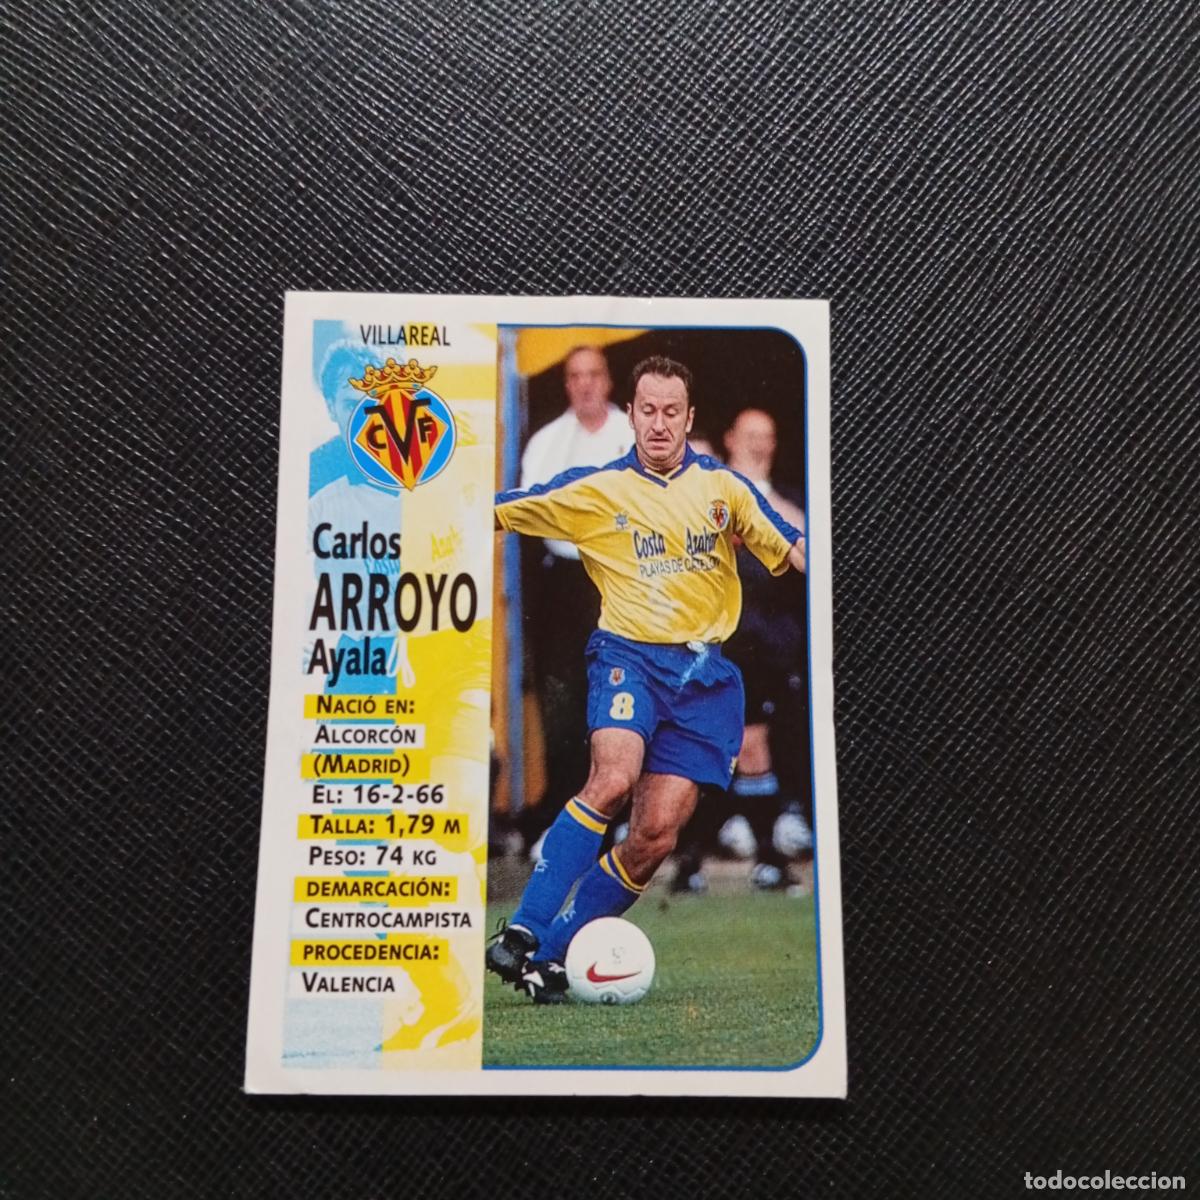 VILLAREAL
CVF
Carlos
ARROYO
Ayala
NACIÓ EN:
ALCORCÓN
(MADRID)
EL: 16-2-66
TALLA: 1,79 M
PESO: 74 KG
DEMARCACIÓN:
CENTROCAMPISTA
PROCEDENCIA:
VALENCIA
Costa Azahar
PLAYAS DE CASTELLON
8
todocoleccion